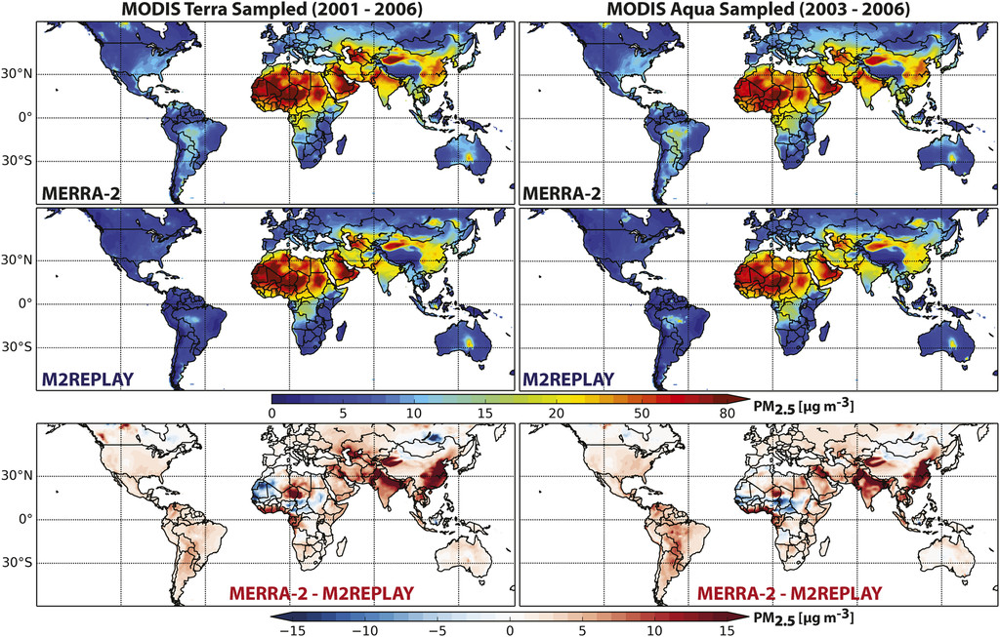 MODIS Terra Sampled (2001 - 2006)
MODIS Aqua Sampled (2003 - 2006)
30°N
0°
30°S
MERRA-2
MERRA-2
30°N
0°
30°S
M2REPLAY
M2REPLAY
0 5 10 15 20 50 80 PM2.5 [µg m-3]
30°N
0°
30°S
MERRA-2 - M2REPLAY
MERRA-2 - M2REPLAY
−15 −10 −5 0 5 10 15 PM2.5 [µg m-3]